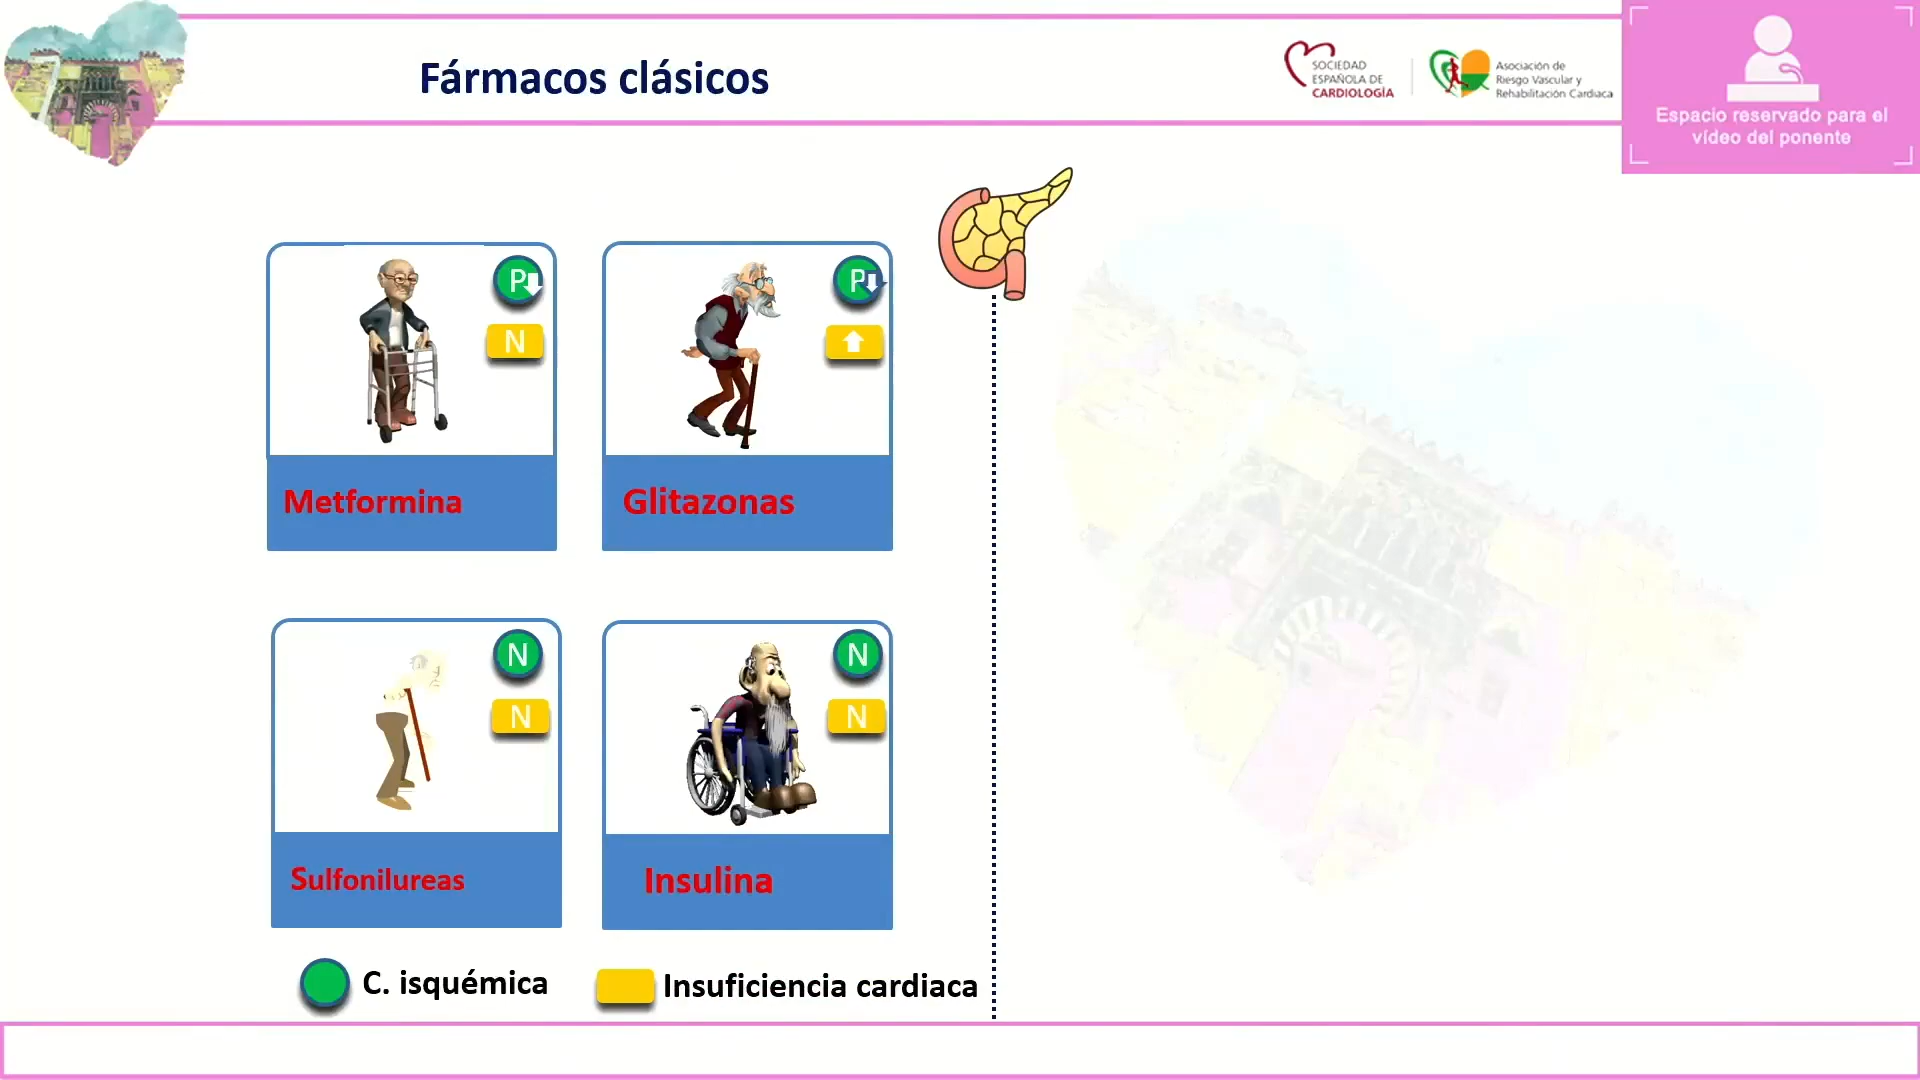 Fármacos clásicos
SOCIEDAD
ESPAÑOLA DE
CARDIOLOGÍA
Asociación de
Riesgo Vascular y
Rehabilitación Cardiaca
Espacio reservado para el
vídeo del ponente
P
N
Metformina
P
Glitazonas
N
N
Sulfonilureas
N
N
Insulina
C. isquémica
Insuficiencia cardiaca